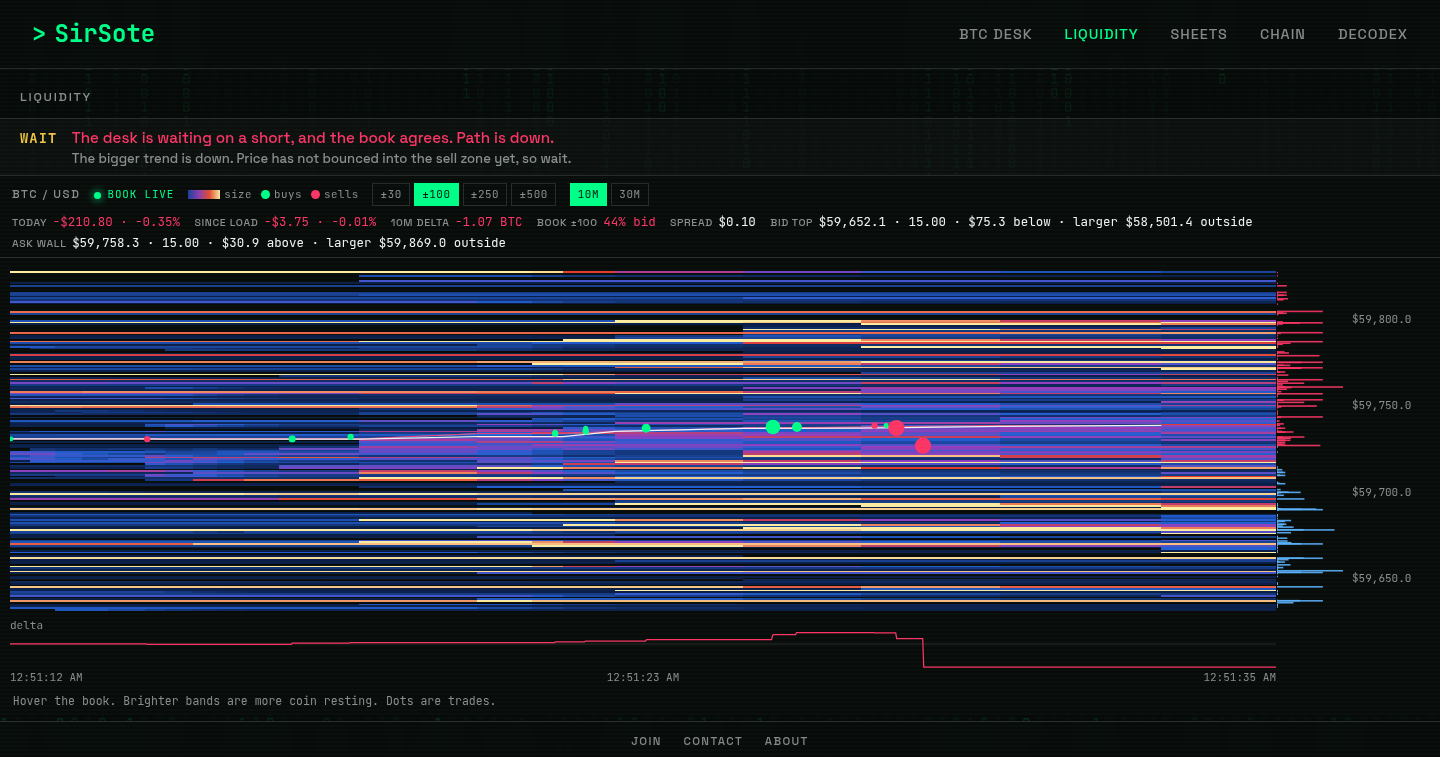 > SirSote
BTC DESK LIQUIDITY SHEETS CHAIN DECODEX
LIQUIDITY
WAIT The desk is waiting on a short, and the book agrees. Path is down.
The bigger trend is down. Price has not bounced into the sell zone yet, so wait.
BTC / USD BOOK LIVE size buys sells ±30 ±100 ±250 ±500 10M 30M
TODAY -$210.80 · -0.35% SINCE LOAD -$3.75 · -0.01% 10M DELTA -1.07 BTC BOOK ±100 44% bid SPREAD $0.10 BID TOP $59,652.1 · 15.00 · $75.3 below · larger $58,501.4 outside
ASK WALL $59,758.3 · 15.00 · $30.9 above · larger $59,869.0 outside
$59,800.0
$59,750.0
$59,700.0
$59,650.0
delta
12:51:12 AM 12:51:23 AM 12:51:35 AM
Hover the book. Brighter bands are more coin resting. Dots are trades.
JOIN CONTACT ABOUT